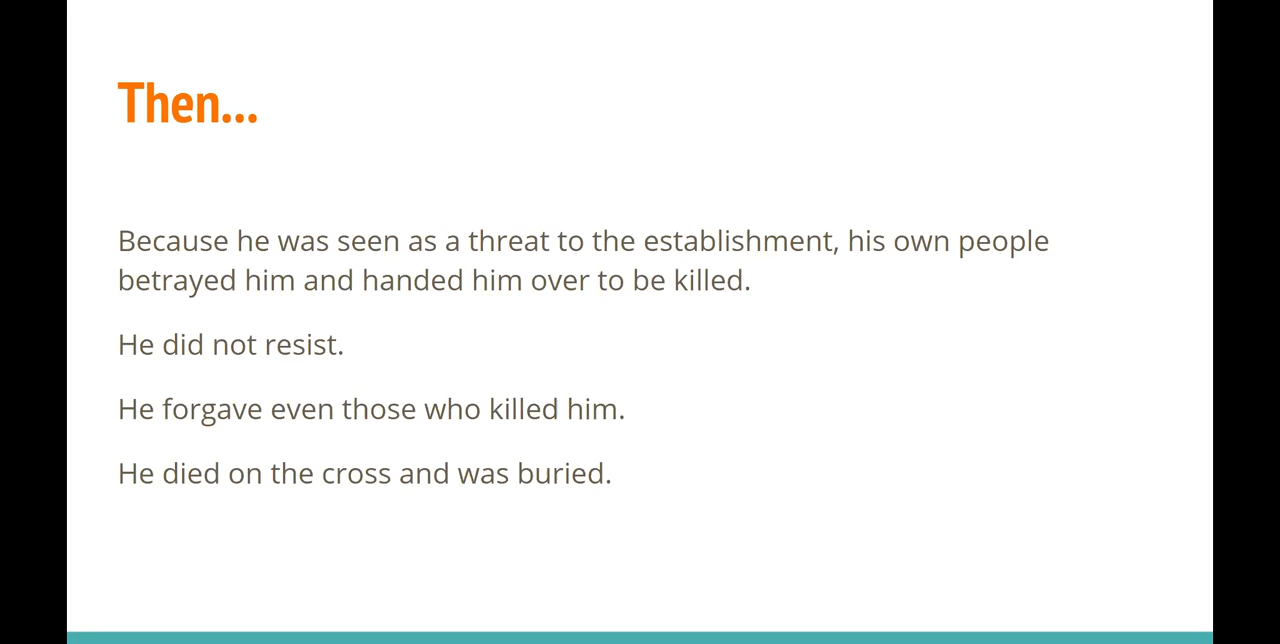 Then...
Because he was seen as a threat to the establishment, his own people
betrayed him and handed him over to be killed.
He did not resist.
He forgave even those who killed him.
He died on the cross and was buried.